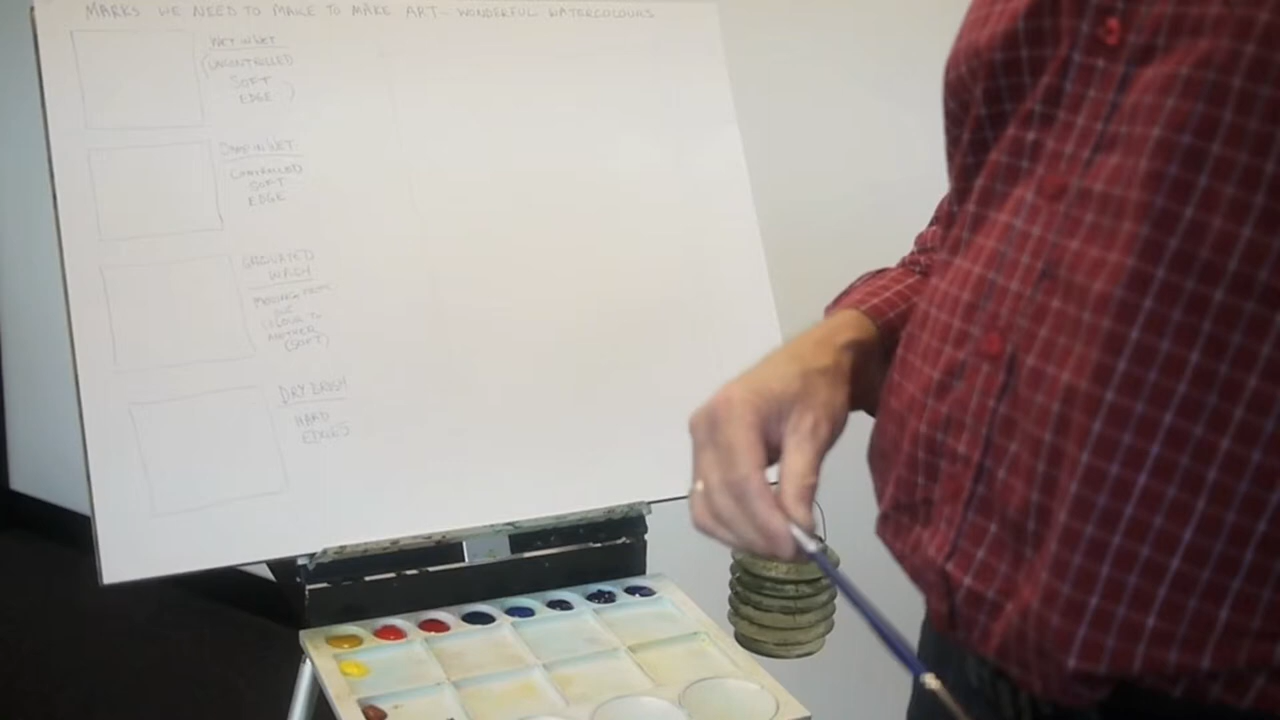 MARKS WE NEED TO MAKE TO MAKE ART - WONDERFUL WATERCOLOURS
WET IN WET
(UNCONTROLLED
SOFT
EDGE)
DAMP IN WET
CONTROLLED
SOFT
EDGE
GRADUATED
WASH
MOVING FROM
ONE
COLOUR TO
ANOTHER
(SOFT)
DRY BRUSH
HARD
EDGES